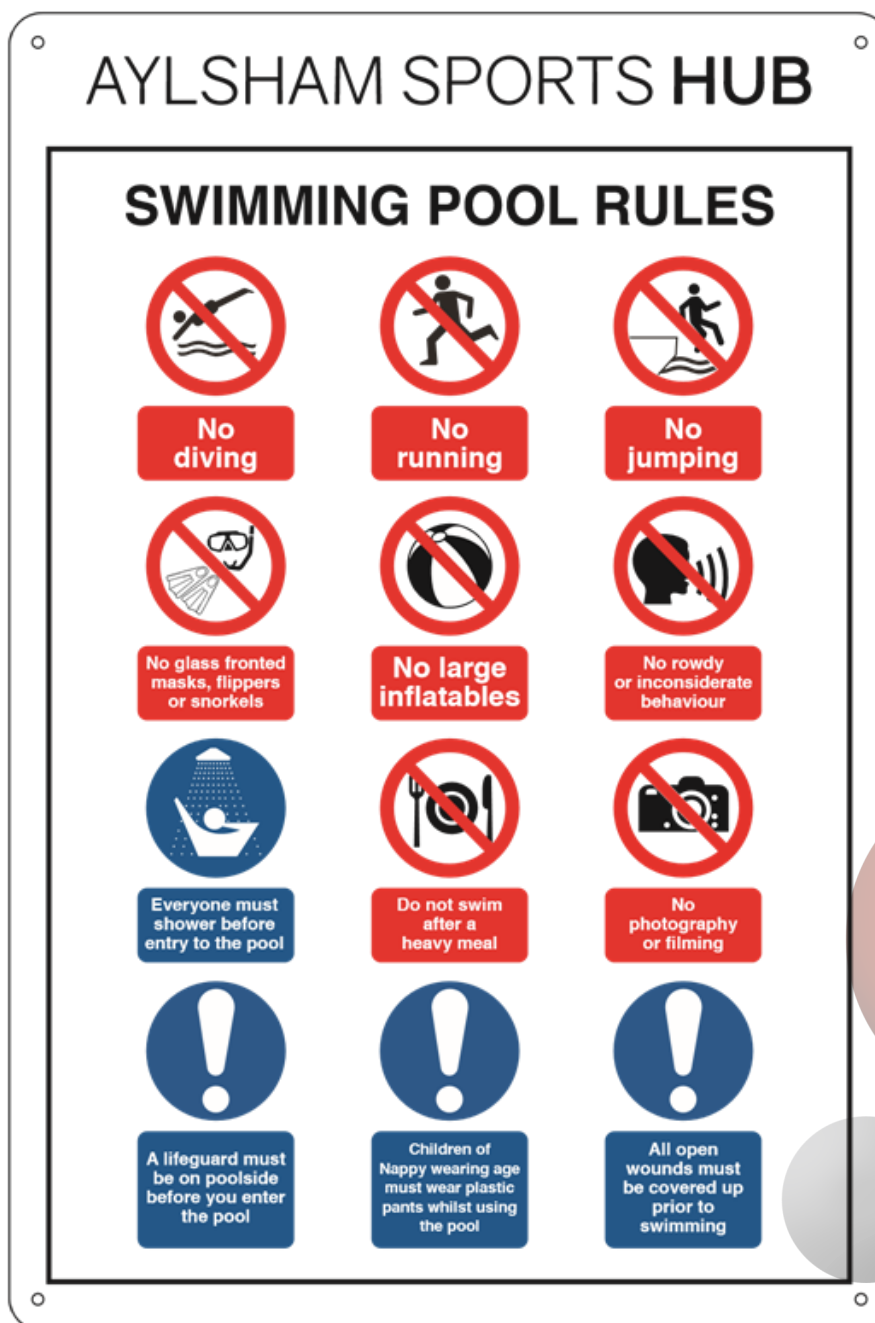 AYLSHAM SPORTS HUB
SWIMMING POOL RULES
No
diving
No
running
No
jumping
No glass fronted
masks, flippers
or snorkels
No large
inflatables
No rowdy
or inconsiderate
behaviour
Everyone must
shower before
entry to the pool
Do not swim
after a
heavy meal
No
photography
or filming
A lifeguard must
be on poolside
before you enter
the pool
Children of
Nappy wearing age
must wear plastic
pants whilst using
the pool
All open
wounds must
be covered up
prior to
swimming